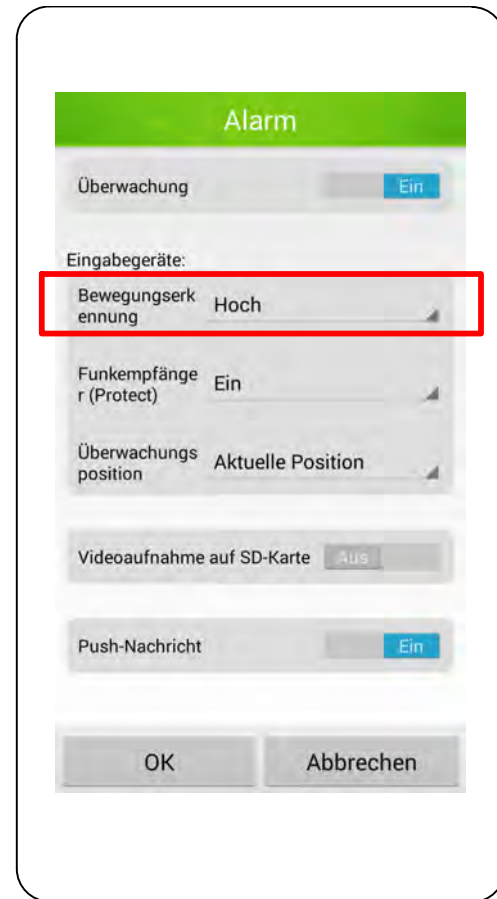 Alarm
Überwachung Ein
Eingabegeräte:
Bewegungserk
ennung Hoch
Funkempfänge
r (Protect) Ein
Überwachungs
position Aktuelle Position
Videoaufnahme auf SD-Karte Aus
Push-Nachricht Ein
OK Abbrechen